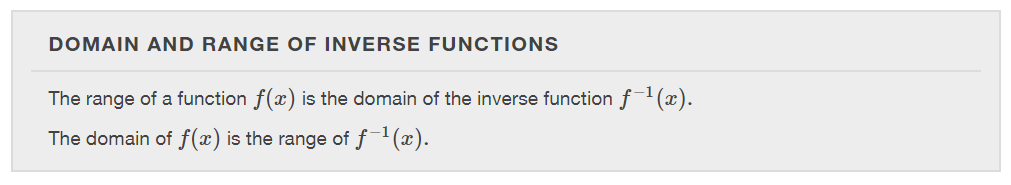 DOMAIN AND RANGE OF INVERSE FUNCTIONS
The range of a function f(x) is the domain of the inverse function f⁻¹(x).
The domain of f(x) is the range of f⁻¹(x).